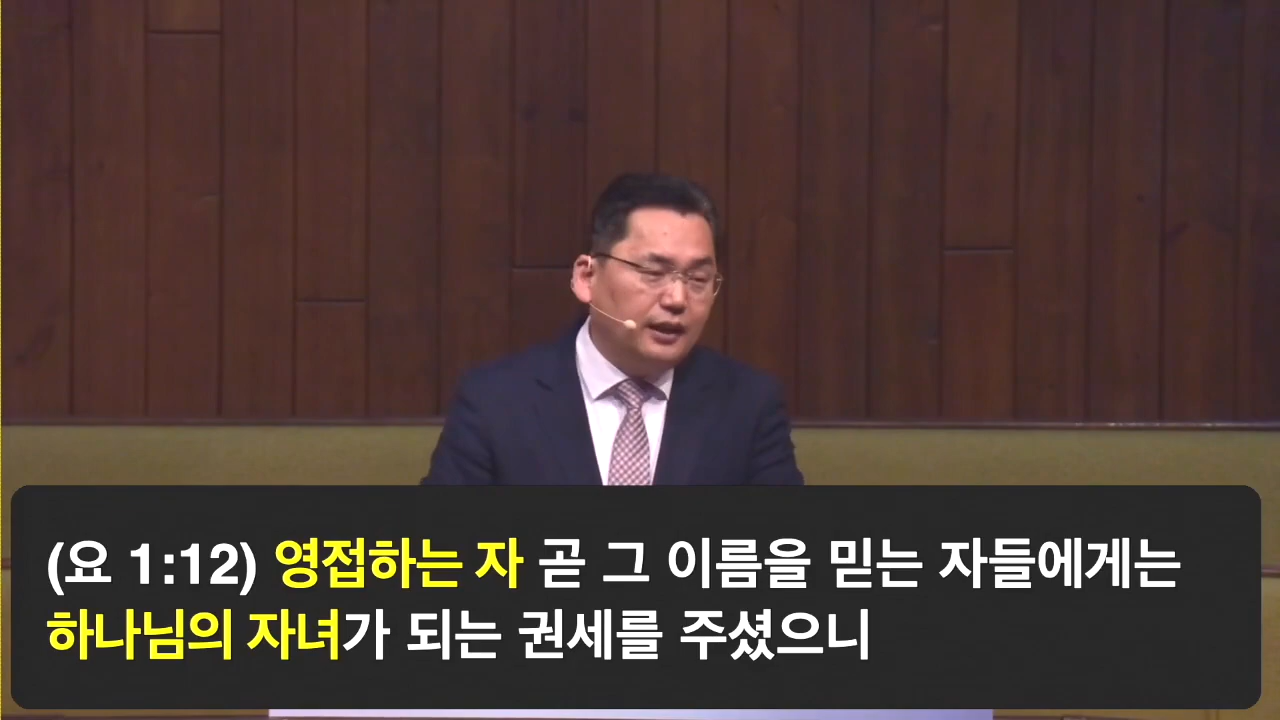 (요 1:12) 영접하는 자 곧 그 이름을 믿는 자들에게는
하나님의 자녀가 되는 권세를 주셨으니